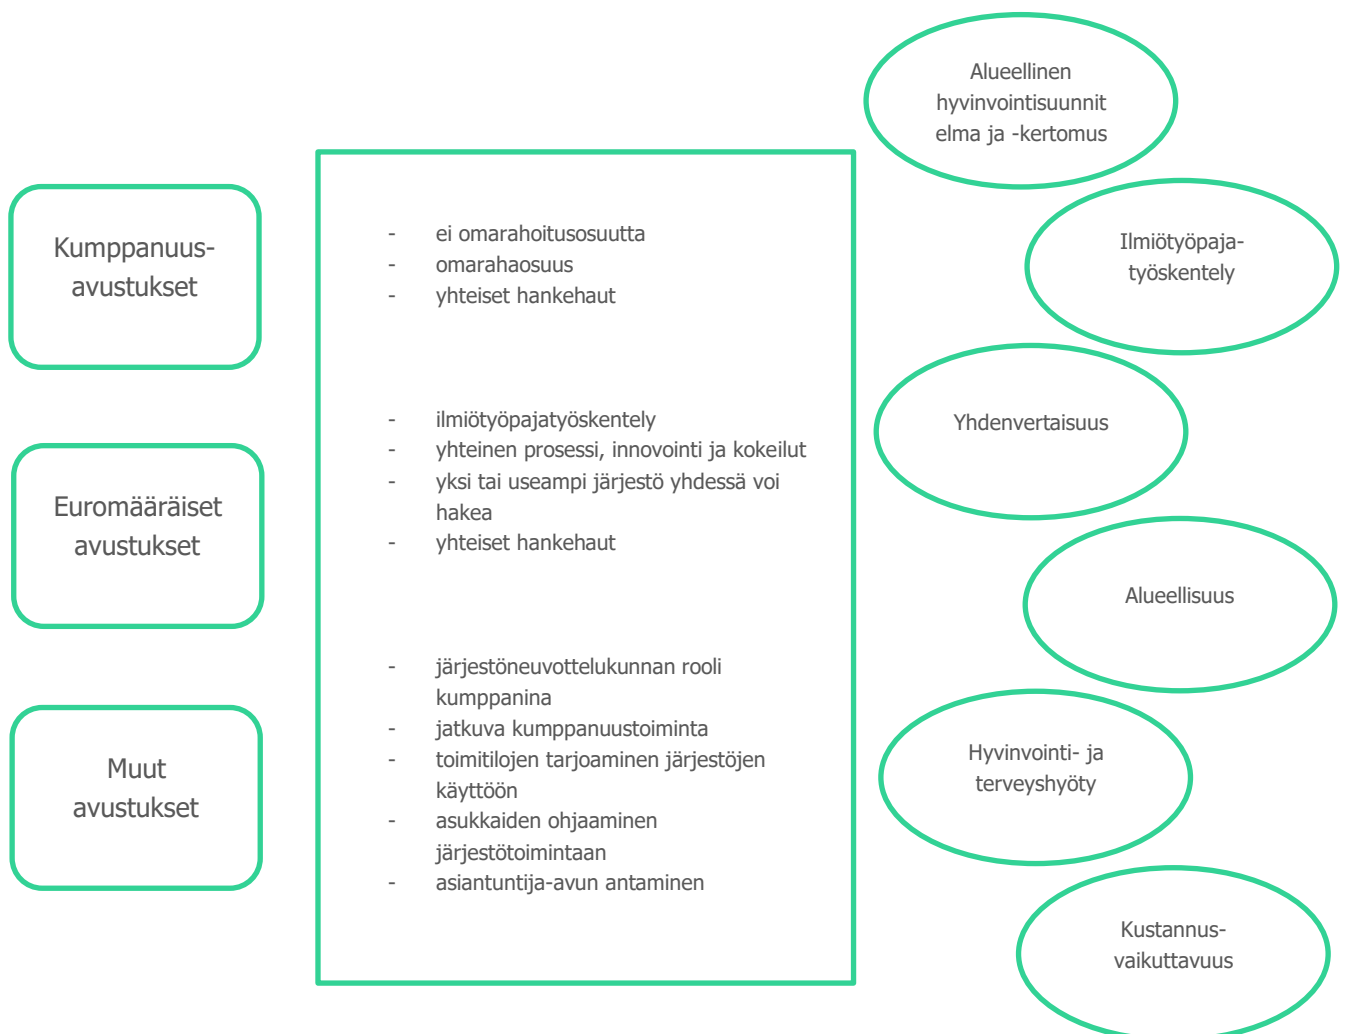 Kumppanuus-
avustukset
Euromääräiset
avustukset
Muut
avustukset
- ei omarahoitusosuutta
- omarahaosuus
- yhteiset hankehaut
- ilmiötyöpajatyöskentely
- yhteinen prosessi, innovointi ja kokeilut
- yksi tai useampi järjestö yhdessä voi
hakea
- yhteiset hankehaut
- järjestöneuvottelukunnan rooli
kumppanina
- jatkuva kumppanuustoiminta
- toimitilojen tarjoaminen järjestöjen
käyttöön
- asukkaiden ohjaaminen
järjestötoimintaan
- asiantuntija-avun antaminen
Alueellinen
hyvinvointisuunnit
elma ja -kertomus
Ilmiötyöpaja-
työskentely
Yhdenvertaisuus
Alueellisuus
Hyvinvointi- ja
terveyshyöty
Kustannus-
vaikuttavuus